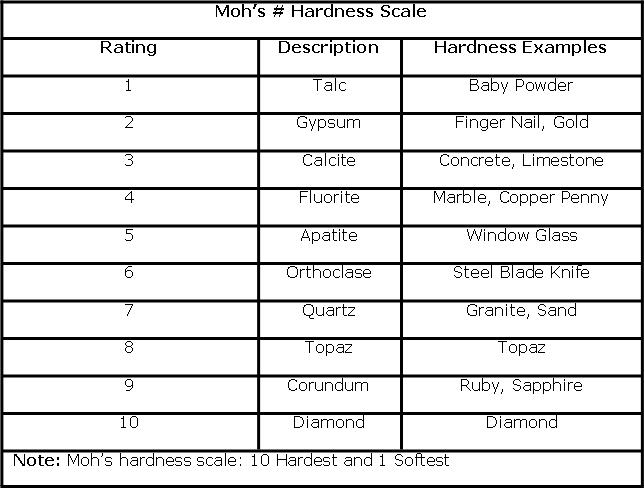 Moh's # Hardness Scale
Rating Description Hardness Examples
1 Talc Baby Powder
2 Gypsum Finger Nail, Gold
3 Calcite Concrete, Limestone
4 Fluorite Marble, Copper Penny
5 Apatite Window Glass
6 Orthoclase Steel Blade Knife
7 Quartz Granite, Sand
8 Topaz Topaz
9 Corundum Ruby, Sapphire
10 Diamond Diamond
Note: Moh's hardness scale: 10 Hardest and 1 Softest